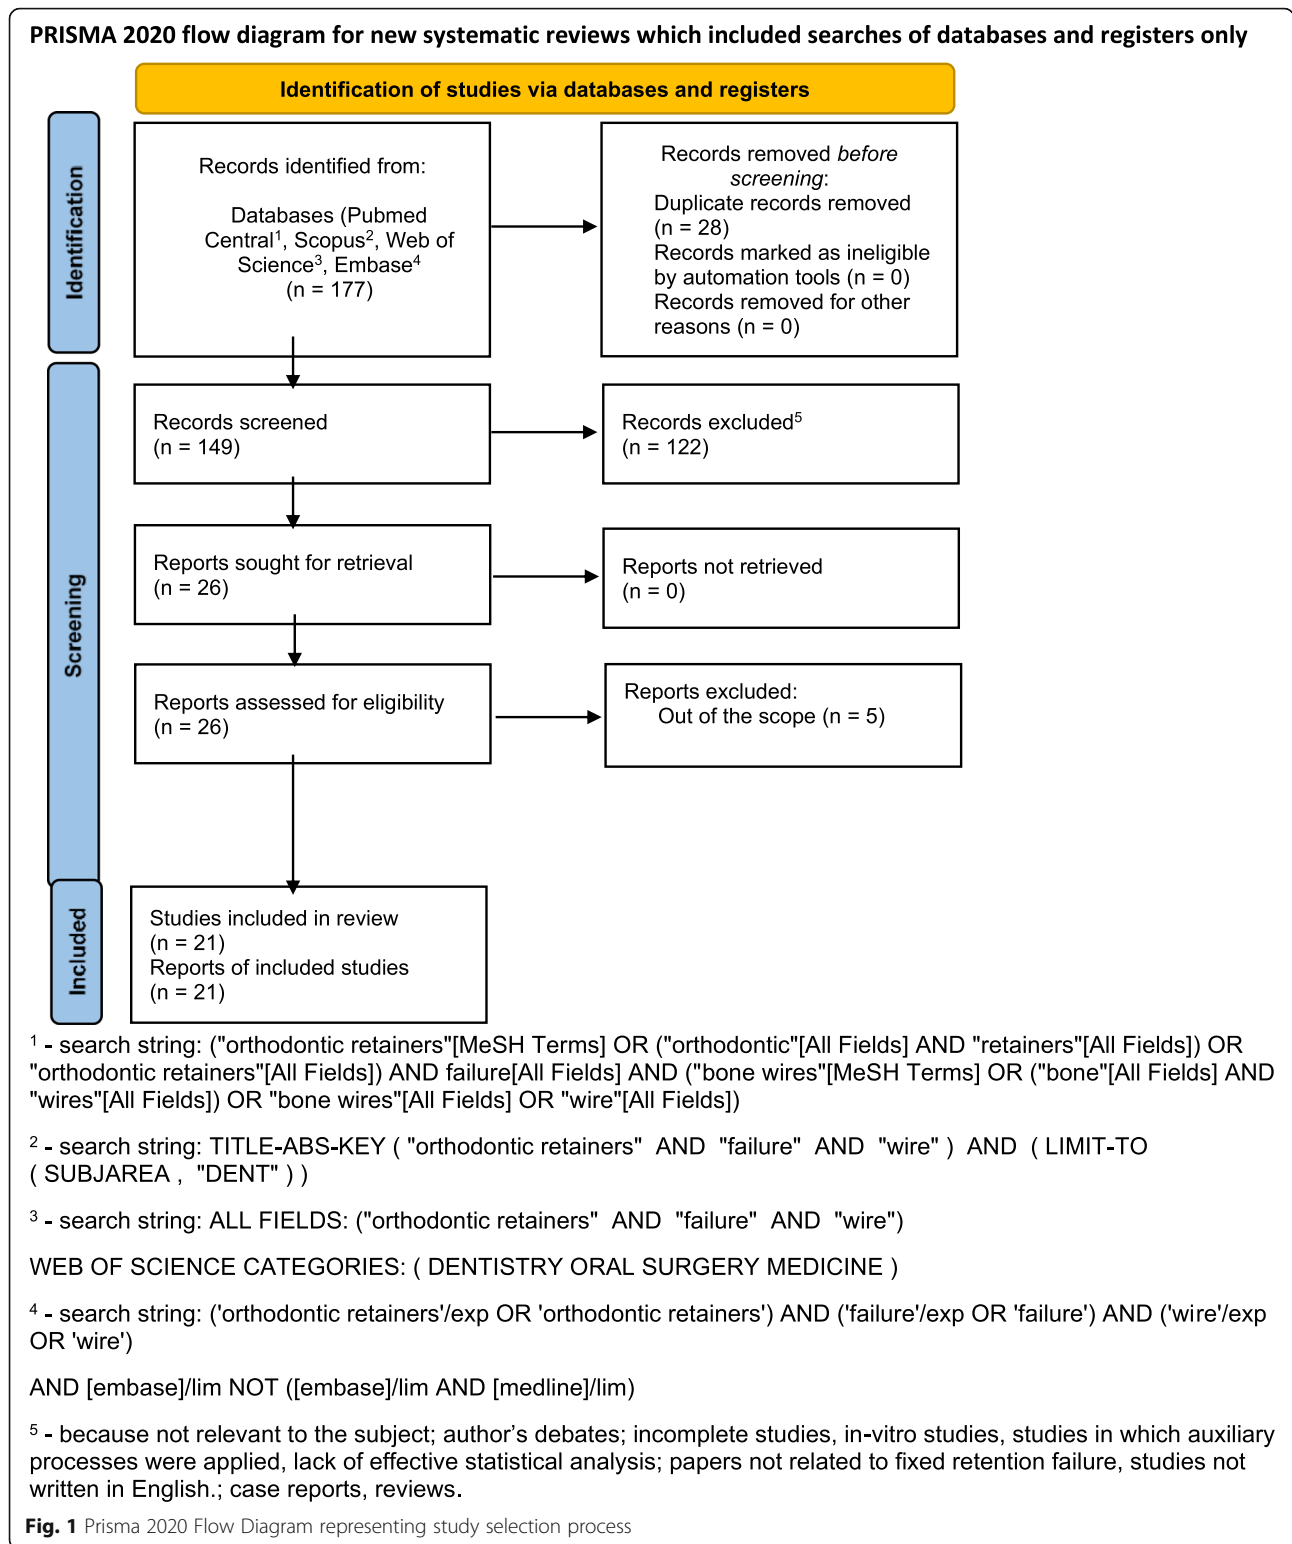 PRISMA 2020 flow diagram for new systematic reviews which included searches of databases and registers only
Identification of studies via databases and registers
Identification
Records identified from:
Databases (Pubmed
Central¹, Scopus², Web of
Science³, Embase⁴
(n = 177)
Records removed before
screening:
Duplicate records removed
(n = 28)
Records marked as ineligible
by automation tools (n = 0)
Records removed for other
reasons (n = 0)
Screening
Records screened
(n = 149)
Records excluded⁵
(n = 122)
Reports sought for retrieval
(n = 26)
Reports not retrieved
(n = 0)
Reports assessed for eligibility
(n = 26)
Reports excluded:
Out of the scope (n = 5)
Included
Studies included in review
(n = 21)
Reports of included studies
(n = 21)
¹ - search string: ("orthodontic retainers"[MeSH Terms] OR ("orthodontic"[All Fields] AND "retainers"[All Fields]) OR
"orthodontic retainers"[All Fields]) AND failure[All Fields] AND ("bone wires"[MeSH Terms] OR ("bone"[All Fields] AND
"wires"[All Fields]) OR "bone wires"[All Fields] OR "wire"[All Fields])
² - search string: TITLE-ABS-KEY ( "orthodontic retainers" AND "failure" AND "wire" ) AND ( LIMIT-TO
( SUBJAREA , "DENT" ) )
³ - search string: ALL FIELDS: ("orthodontic retainers" AND "failure" AND "wire")
WEB OF SCIENCE CATEGORIES: ( DENTISTRY ORAL SURGERY MEDICINE )
⁴ - search string: ('orthodontic retainers'/exp OR 'orthodontic retainers') AND ('failure'/exp OR 'failure') AND ('wire'/exp
OR 'wire')
AND [embase]/lim NOT ([embase]/lim AND [medline]/lim)
⁵ - because not relevant to the subject; author's debates; incomplete studies, in-vitro studies, studies in which auxiliary
processes were applied, lack of effective statistical analysis; papers not related to fixed retention failure, studies not
written in English.; case reports, reviews.
Fig. 1 Prisma 2020 Flow Diagram representing study selection process